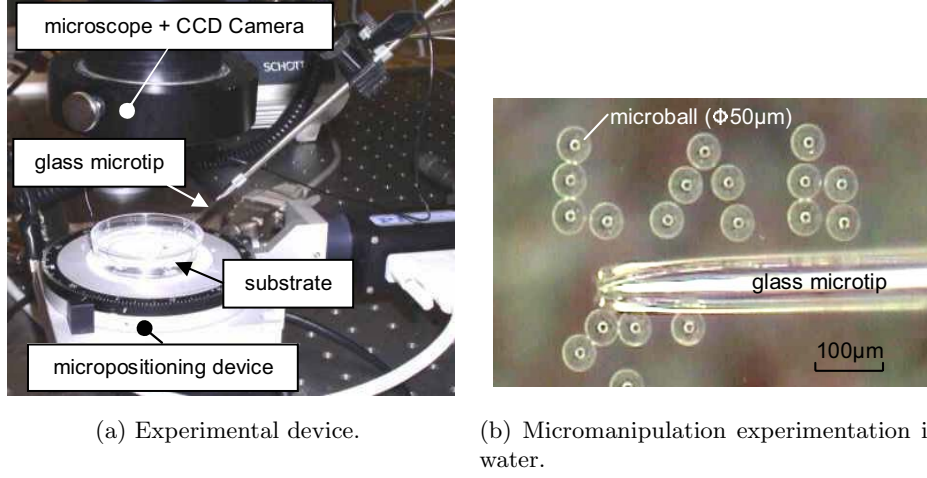 microscope + CCD Camera
SCHOTT
glass microtip
substrate
micropositioning device
microball (Φ50µm)
glass microtip
100µm
(a) Experimental device.
(b) Micromanipulation experimentation i
water.